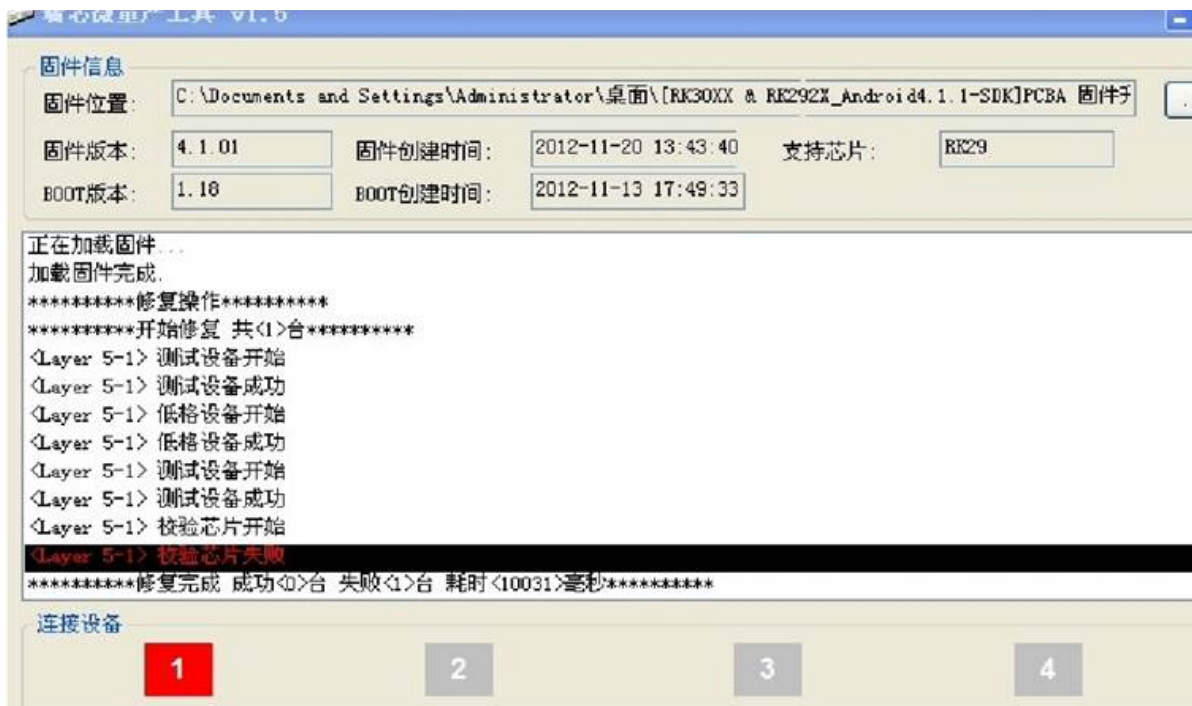 瑞芯微量产工具 v1.5
固件信息
固件位置: C:\Documents and Settings\Administrator\桌面\[RK30XX & RK292X_Android4.1.1-SDK]PCBA 固件
固件版本: 4.1.01 固件创建时间: 2012-11-20 13:43:40 支持芯片: RK29
BOOT版本: 1.18 BOOT创建时间: 2012-11-13 17:49:33
正在加载固件...
加载固件完成.
**********修复操作**********
**********开始修复 共<1>台**********
<Layer 5-1> 测试设备开始
<Layer 5-1> 测试设备成功
<Layer 5-1> 低格设备开始
<Layer 5-1> 低格设备成功
<Layer 5-1> 测试设备开始
<Layer 5-1> 测试设备成功
<Layer 5-1> 校验芯片开始
<Layer 5-1> 校验芯片失败
**********修复完成 成功<0>台 失败<1>台 耗时<10031>毫秒**********
连接设备
1 2 3 4